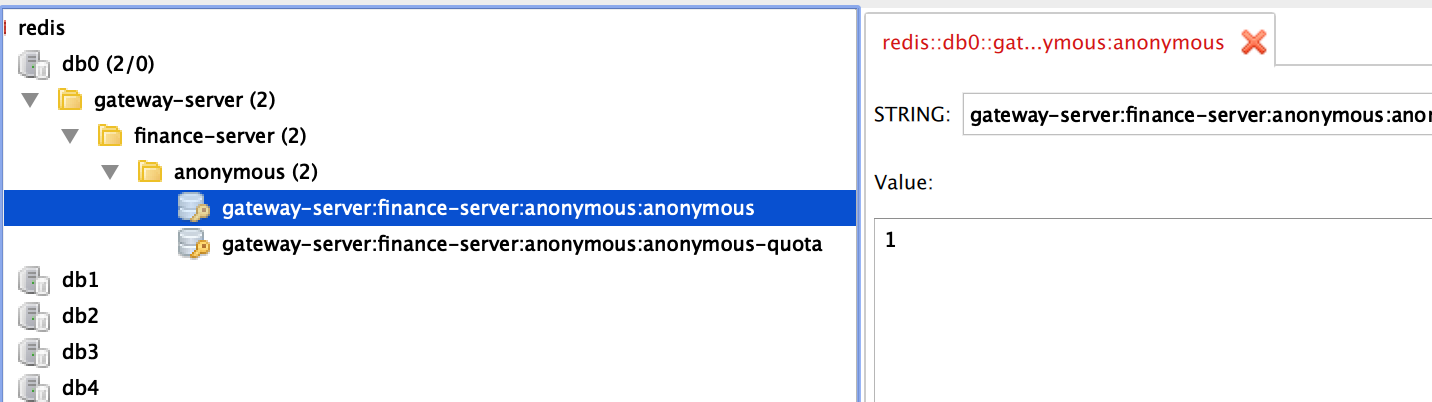 redis
db0 (2/0)
gateway-server (2)
finance-server (2)
anonymous (2)
gateway-server:finance-server:anonymous:anonymous
gateway-server:finance-server:anonymous:anonymous-quota
db1
db2
db3
db4
redis::db0::gat...ymous:anonymous
STRING: gateway-server:finance-server:anonymous:anon
Value:
1